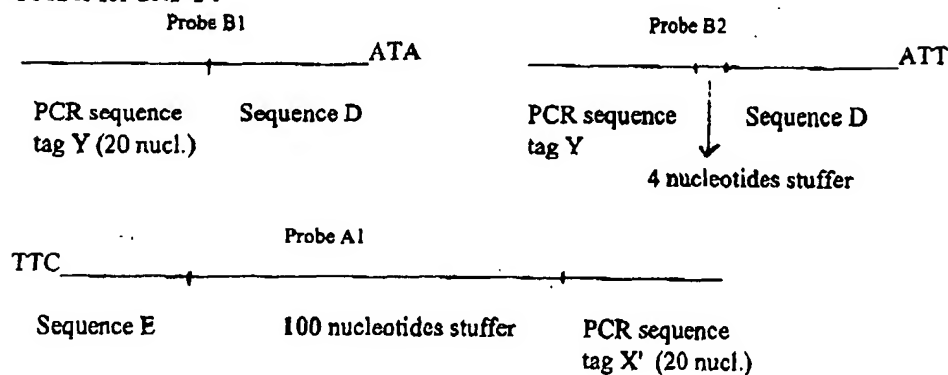 Probe B1
Probe B2
ATA
ATT
PCR sequence
tag Y (20 nucl.)
Sequence D
PCR sequence
tag Y
Sequence D
4 nucleotides stuffer
Probe A1
TTC
Sequence E
100 nucleotides stuffer
PCR sequence
tag X' (20 nucl.)